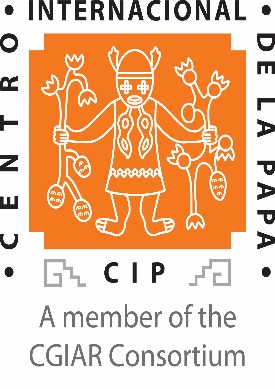 • CENTRO INTERNACIONAL DE LA PAPA •
CIP
A member of the
CGIAR Consortium